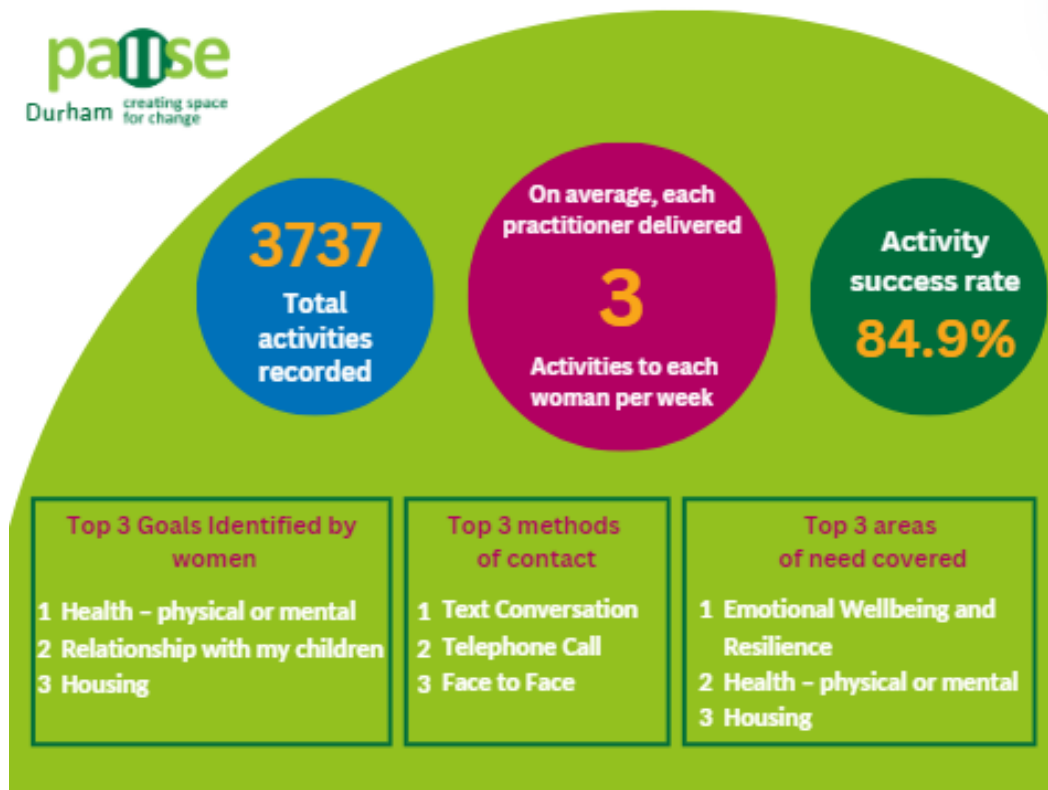 pause
Durham creating space
for change
3737
Total
activities
recorded
On average, each
practitioner delivered
3
Activities to each
woman per week
Activity
success rate
84.9%
Top 3 Goals Identified by
women
1 Health – physical or mental
2 Relationship with my children
3 Housing
Top 3 methods
of contact
1 Text Conversation
2 Telephone Call
3 Face to Face
Top 3 areas
of need covered
1 Emotional Wellbeing and
Resilience
2 Health – physical or mental
3 Housing